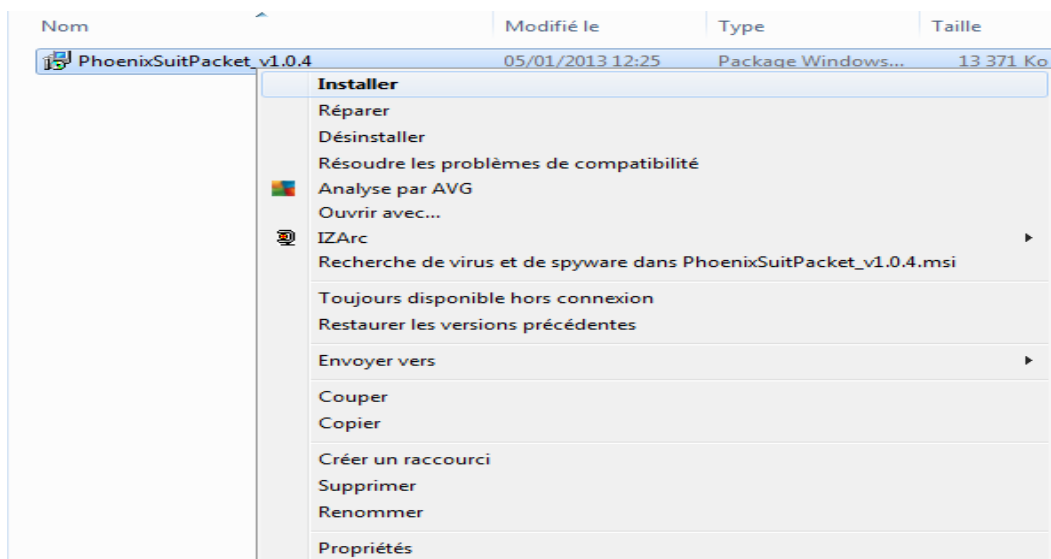 Nom Modifié le Type Taille
PhoenixSuitPacket_v1.0.4 05/01/2013 12:25 Package Windows... 13 371 Ko
Installer
Réparer
Désinstaller
Résoudre les problèmes de compatibilité
Analyse par AVG
Ouvrir avec...
IZArc
Recherche de virus et de spyware dans PhoenixSuitPacket_v1.0.4.msi
Toujours disponible hors connexion
Restaurer les versions précédentes
Envoyer vers
Couper
Copier
Créer un raccourci
Supprimer
Renommer
Propriétés